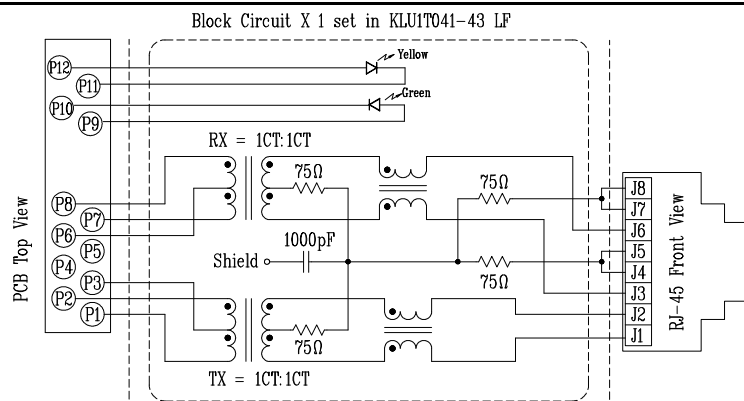 Block Circuit X 1 set in KLU1T041-43 LF
P12
Yellow
P11
P10
Green
P9
RX = 1CT:1CT
75Ω
75Ω
P8
P7
P6
P5
P4
P3
P2
P1
PCB Top View
1000pF
Shield
75Ω
75Ω
TX = 1CT:1CT
J8
J7
J6
J5
J4
J3
J2
J1
RJ-45 Front View